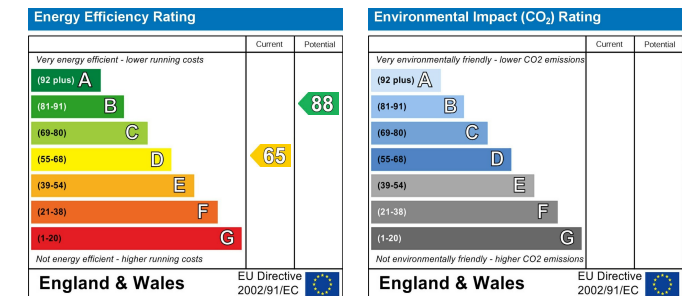 Energy Efficiency Rating
Current Potential
Very energy efficient - lower running costs
(92 plus) A
(81-91) B
88
(69-80) C
(55-68) D
65
(39-54) E
(21-38) F
(1-20) G
Not energy efficient - higher running costs
England & Wales
EU Directive
2002/91/EC
Environmental Impact (CO₂) Rating
Current Potential
Very environmentally friendly - lower CO2 emissions
(92 plus) A
(81-91) B
(69-80) C
(55-68) D
(39-54) E
(21-38) F
(1-20) G
Not environmentally friendly - higher CO2 emissions
England & Wales
EU Directive
2002/91/EC